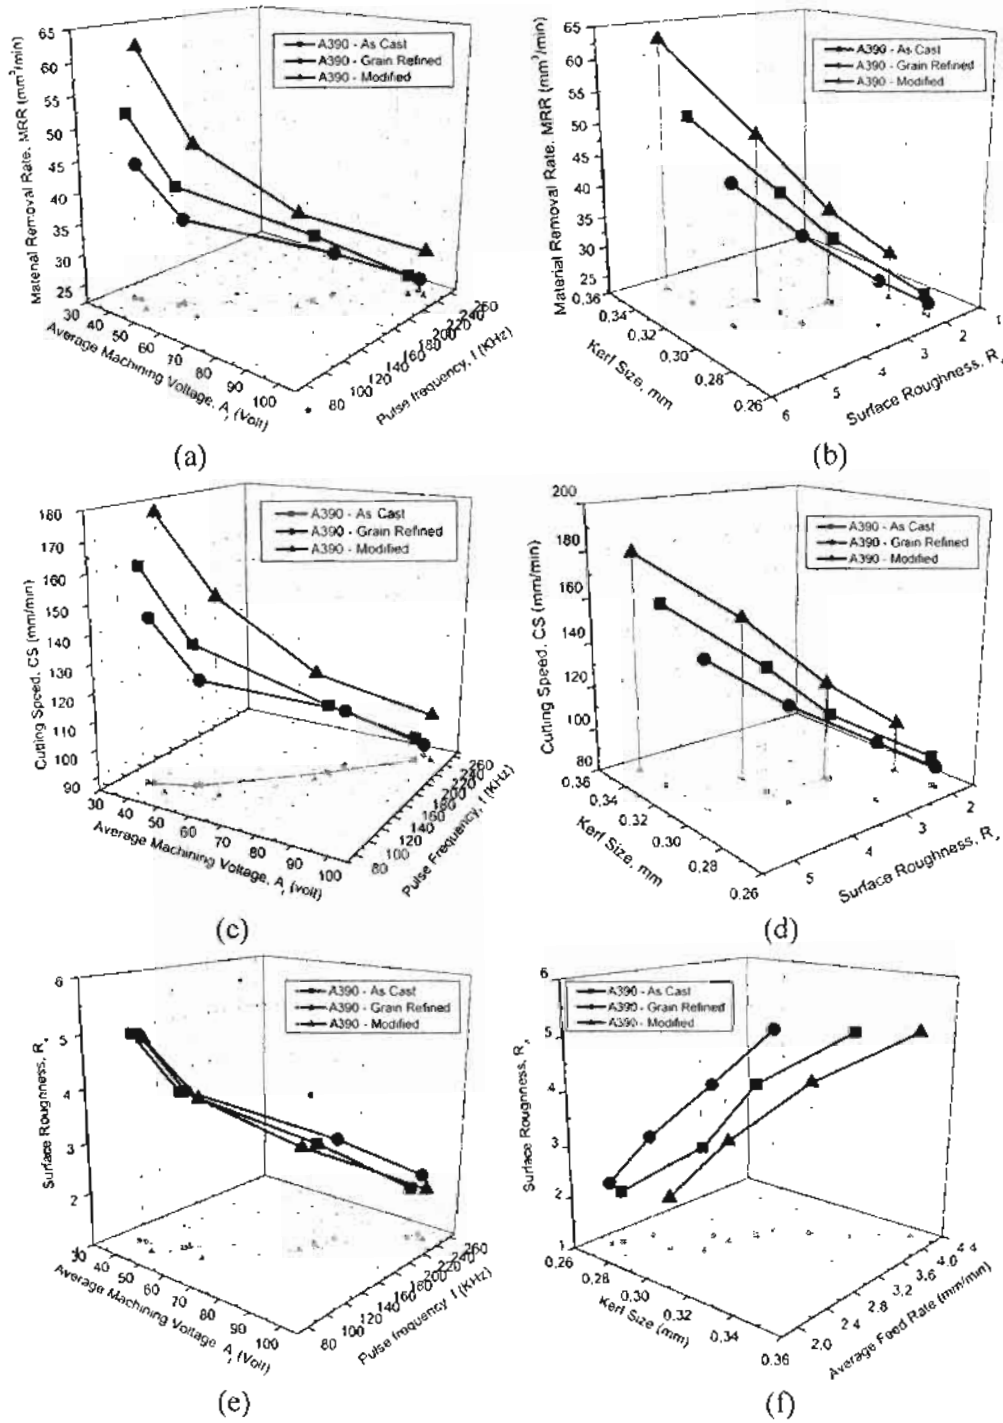 Material Removal Rate, MRR (mm³/min)
65
60
55
50
45
40
35
30
25
A390 - As Cast
A390 - Grain Refined
A390 - Modified
30 40 50 60 70 80 90 100
Average Machining Voltage, A, (Volt)
80 100 120 140 160 180 200 220 240 260
Pulse frequency, f (KHz)
(a)
Material Removal Rate, MRR (mm³/min)
65
60
65
50
45
40
35
30
25
A390 - As Cast
A390 - Grain Refined
A390 - Modified
0.36 0.34 0.32 0.30 0.28 0.26
Kerf Size, mm
6 5 4 3 2 1
Surface Roughness, R
(b)
Cutting Speed, CS (mm/min)
180
170
160
150
140
130
120
110
100
90
A390 - As Cast
A390 - Grain Refined
A390 - Modified
30 40 50 60 70 80 90 100
Average Machining Voltage, A, (volt)
80 100 120 140 160 180 200 220 240 260
Pulse Frequency, f (KHz)
(c)
Cutting Speed, CS (mm/min)
200
180
160
140
120
100
80
A390 - As Cast
A390 - Grain Refined
A390 - Modified
0.36 0.34 0.32 0.30 0.28 0.26
Kerf Size, mm
5 4 3 2
Surface Roughness, R
(d)
Surface Roughness, R
6
5
4
3
2
A390 - As Cast
A390 - Grain Refined
A390 - Modified
30 40 50 60 70 80 90 100
Average Machining Voltage A, (Volt)
80 100 120 140 160 180 200 220 240 260
Pulse frequency f (KHz)
(e)
Surface Roughness, R
6
5
4
3
2
1
A390 - As Cast
A390 - Grain Refined
A390 - Modified
0.26 0.28 0.30 0.32 0.34 0.36
Kerf Size (mm)
2.0 2.4 2.8 3.2 3.6 4.0 4.4
Average Feed Rate (mm/min)
(f)